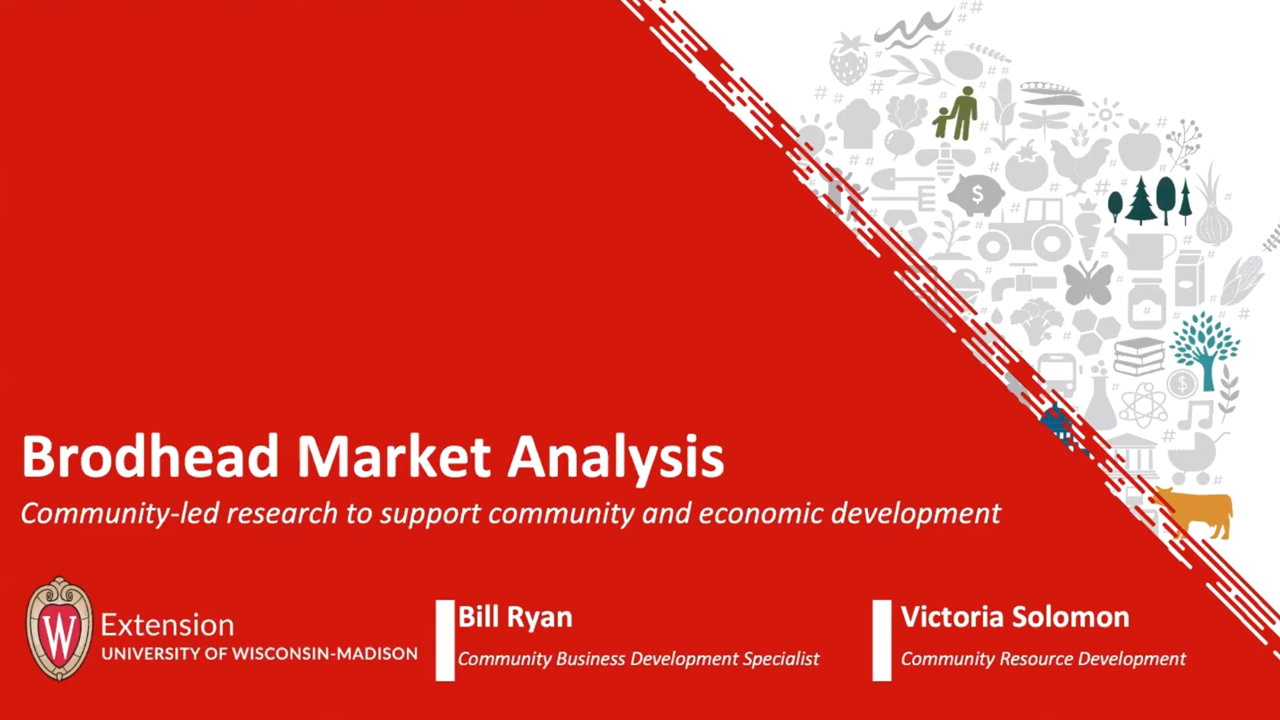 Brodhead Market Analysis
Community-led research to support community and economic development
W
Extension
UNIVERSITY OF WISCONSIN-MADISON
Bill Ryan
Community Business Development Specialist
Victoria Solomon
Community Resource Development